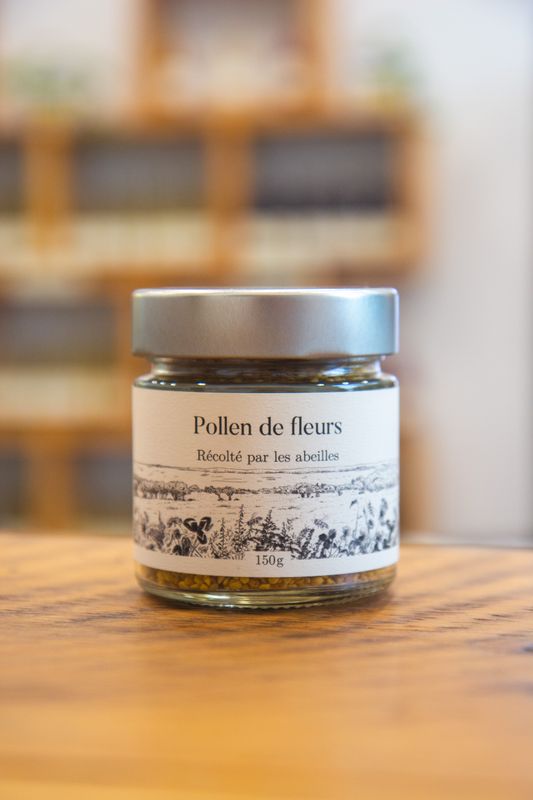 Pollen de fleurs
Récolté par les abeilles
150g